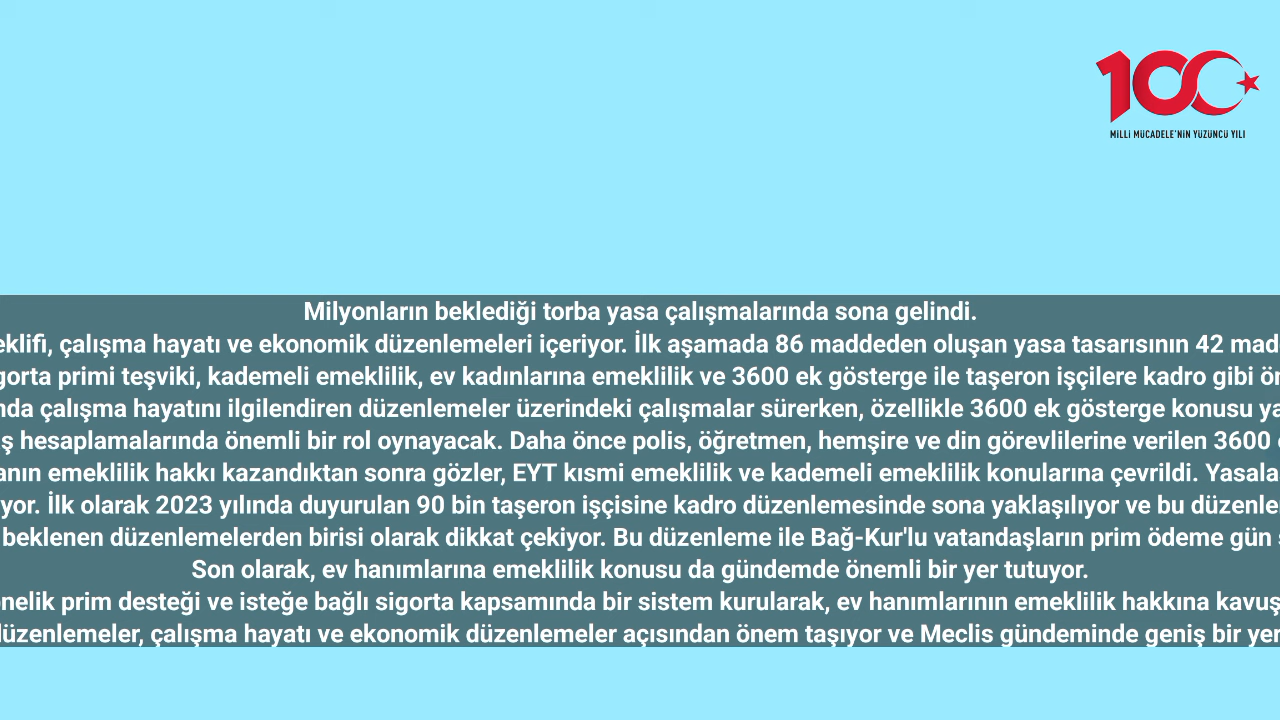 100
MİLLİ MÜCADELE'NİN YÜZÜNCÜ YILI
Milyonların beklediği torba yasa çalışmalarında sona gelindi.
eklifi, çalışma hayatı ve ekonomik düzenlemeleri içeriyor. İlk aşamada 86 maddeden oluşan yasa tasarısının 42 mad
gorta primi teşviki, kademeli emeklilik, ev kadınlarına emeklilik ve 3600 ek gösterge ile taşeron işçilere kadro gibi ön
nda çalışma hayatını ilgilendiren düzenlemeler üzerindeki çalışmalar sürerken, özellikle 3600 ek gösterge konusu ya
ş hesaplamalarında önemli bir rol oynayacak. Daha önce polis, öğretmen, hemşire ve din görevlilerine verilen 3600
anın emeklilik hakkı kazandıktan sonra gözler, EYT kısmi emeklilik ve kademeli emeklilik konularına çevrildi. Yasala
yor. İlk olarak 2023 yılında duyurulan 90 bin taşeron işçisine kadro düzenlemesinde sona yaklaşılıyor ve bu düzenle
beklenen düzenlemelerden birisi olarak dikkat çekiyor. Bu düzenleme ile Bağ-Kur'lu vatandaşların prim ödeme gün
Son olarak, ev hanımlarına emeklilik konusu da gündemde önemli bir yer tutuyor.
nelik prim desteği ve isteğe bağlı sigorta kapsamında bir sistem kurularak, ev hanımlarının emeklilik hakkına kavuş
düzenlemeler, çalışma hayatı ve ekonomik düzenlemeler açısından önem taşıyor ve Meclis gündeminde geniş bir yer